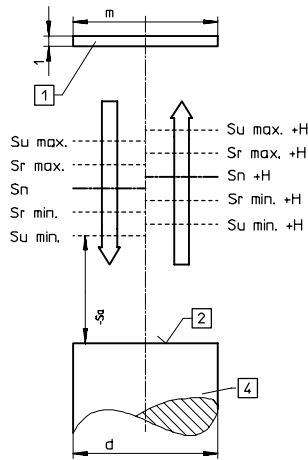 m
1
1
Su max.
Sr max.
Sn
Sr min.
Su min.
Su max. +H
Sr max. +H
Sn +H
Sr min. +H
Su min. +H
-Sa
2
4
d